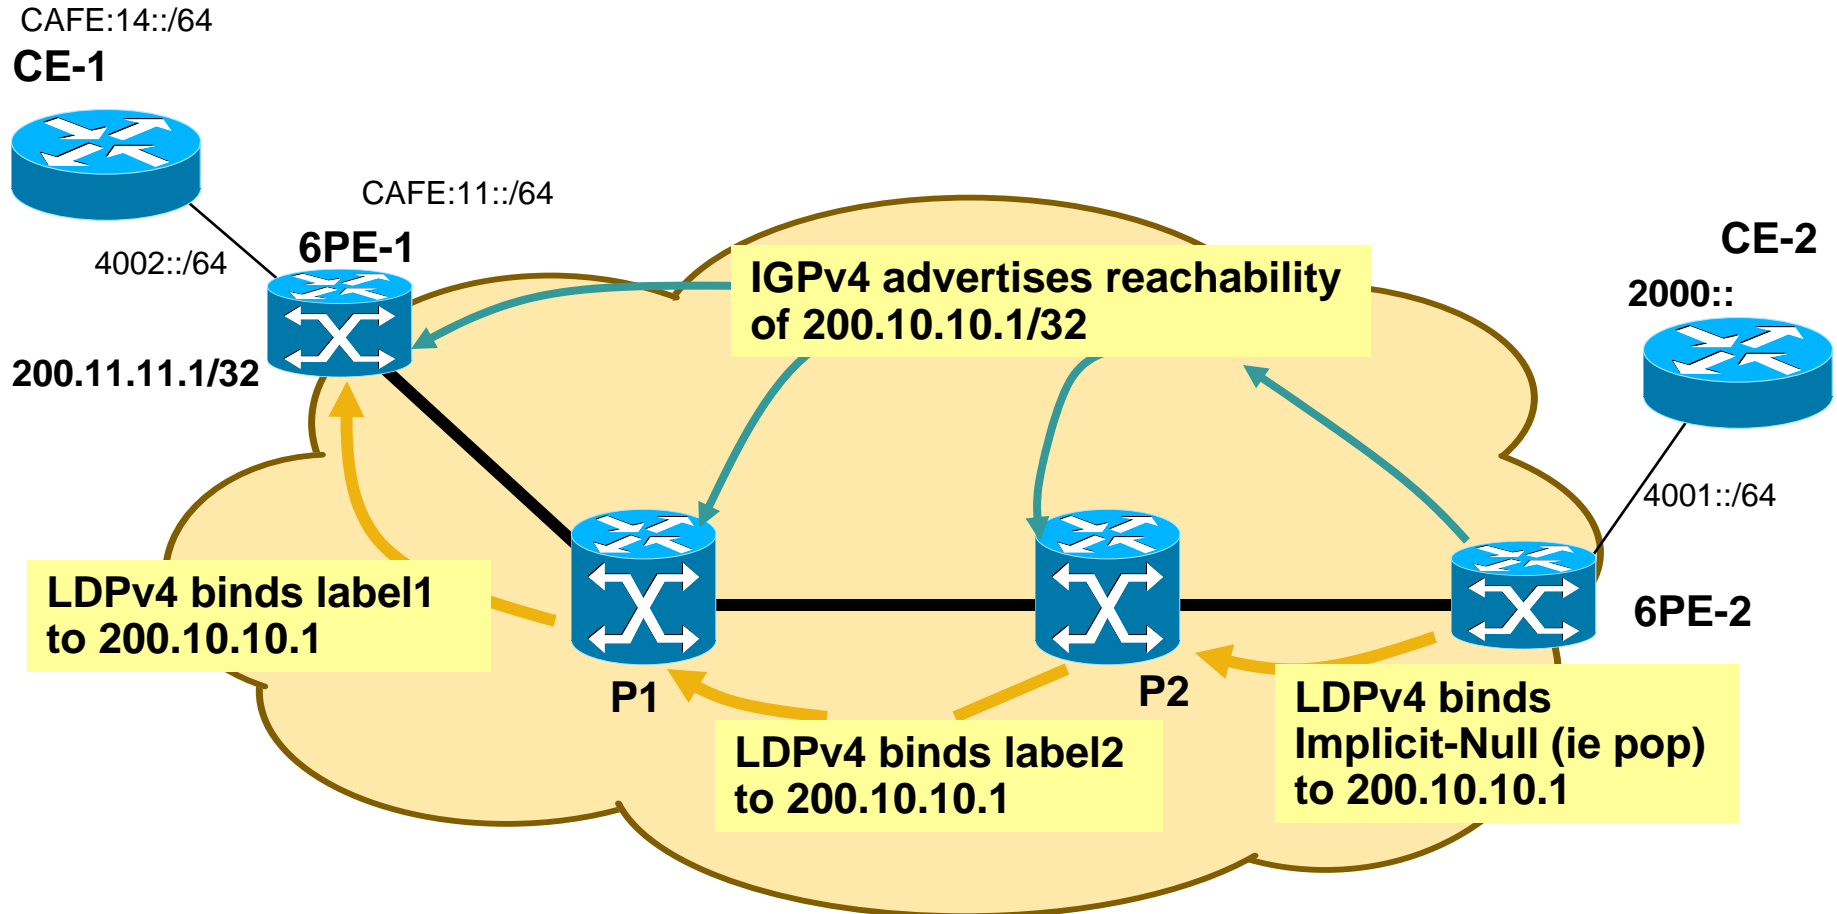 CAFE:14::/64
CE-1
CAFE:11::/64
6PE-1
4002::/64
200.11.11.1/32
IGPv4 advertises reachability
of 200.10.10.1/32
CE-2
2000::
4001::/64
LDPv4 binds label1
to 200.10.10.1
P1
P2
6PE-2
LDPv4 binds label2
to 200.10.10.1
LDPv4 binds
Implicit-Null (ie pop)
to 200.10.10.1